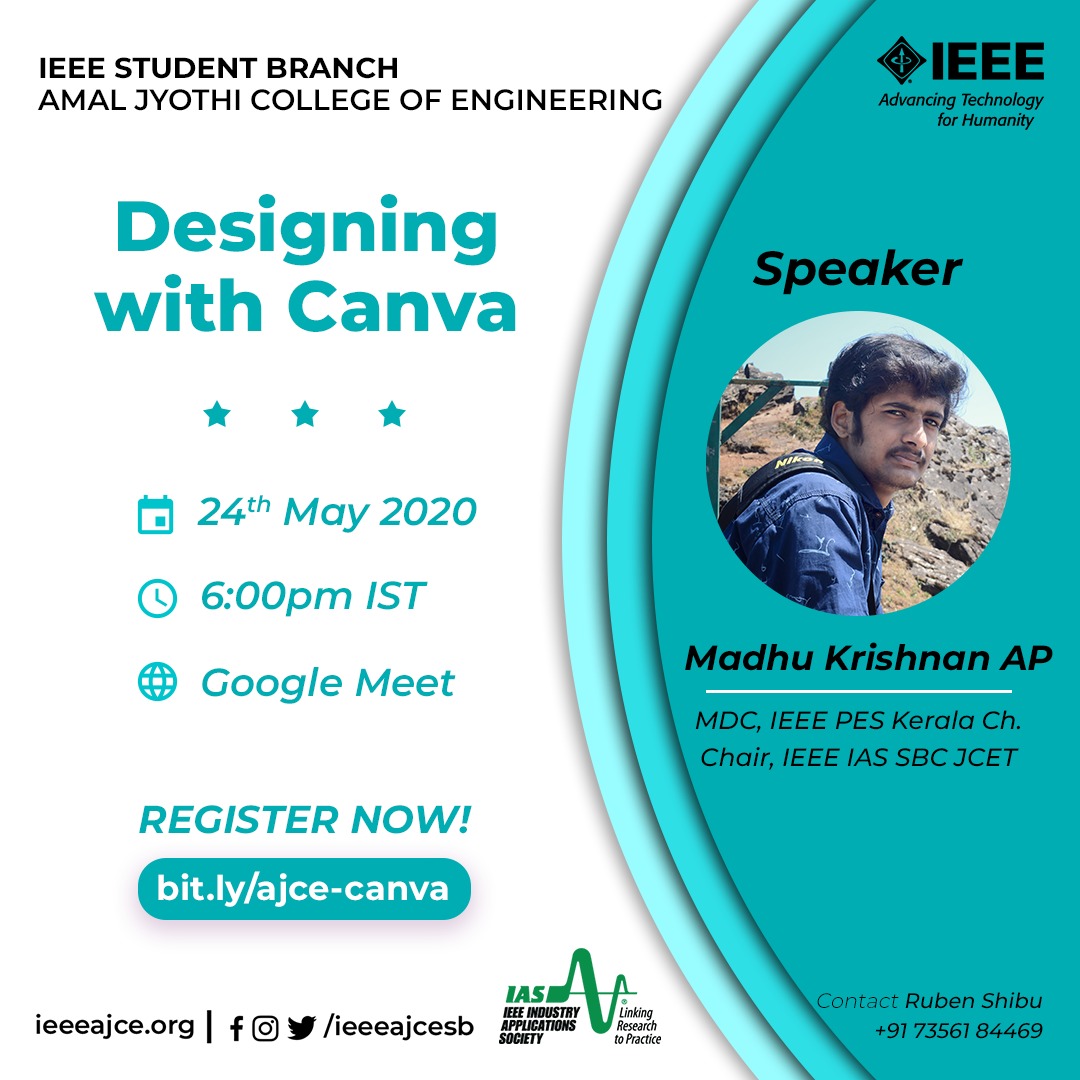 IEEE STUDENT BRANCH
AMAL JYOTHI COLLEGE OF ENGINEERING
IEEE
Advancing Technology
for Humanity
Designing
with Canva
24th May 2020
6:00pm IST
Google Meet
REGISTER NOW!
bit.ly/ajce-canva
Speaker
Nikon
Madhu Krishnan AP
MDC, IEEE PES Kerala Ch.
Chair, IEEE IAS SBC JCET
ieeeajce.org | /ieeeajcesb
IAS
IEEE INDUSTRY
APPLICATIONS
SOCIETY
®
Linking
Research
to Practice
Contact Ruben Shibu
+91 73561 84469